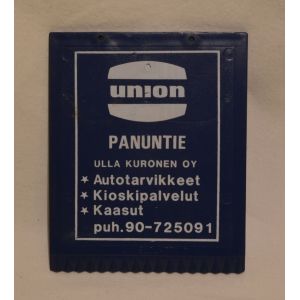 union
PANUNTIE
ULLA KURONEN OY
★ Autotarvikkeet
★ Kioskipalvelut
★ Kaasut
puh.90-725091